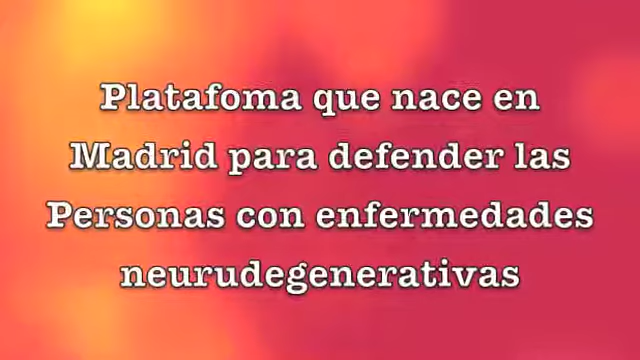 Platafoma que nace en
Madrid para defender las
Personas con enfermedades
neurudegenerativas